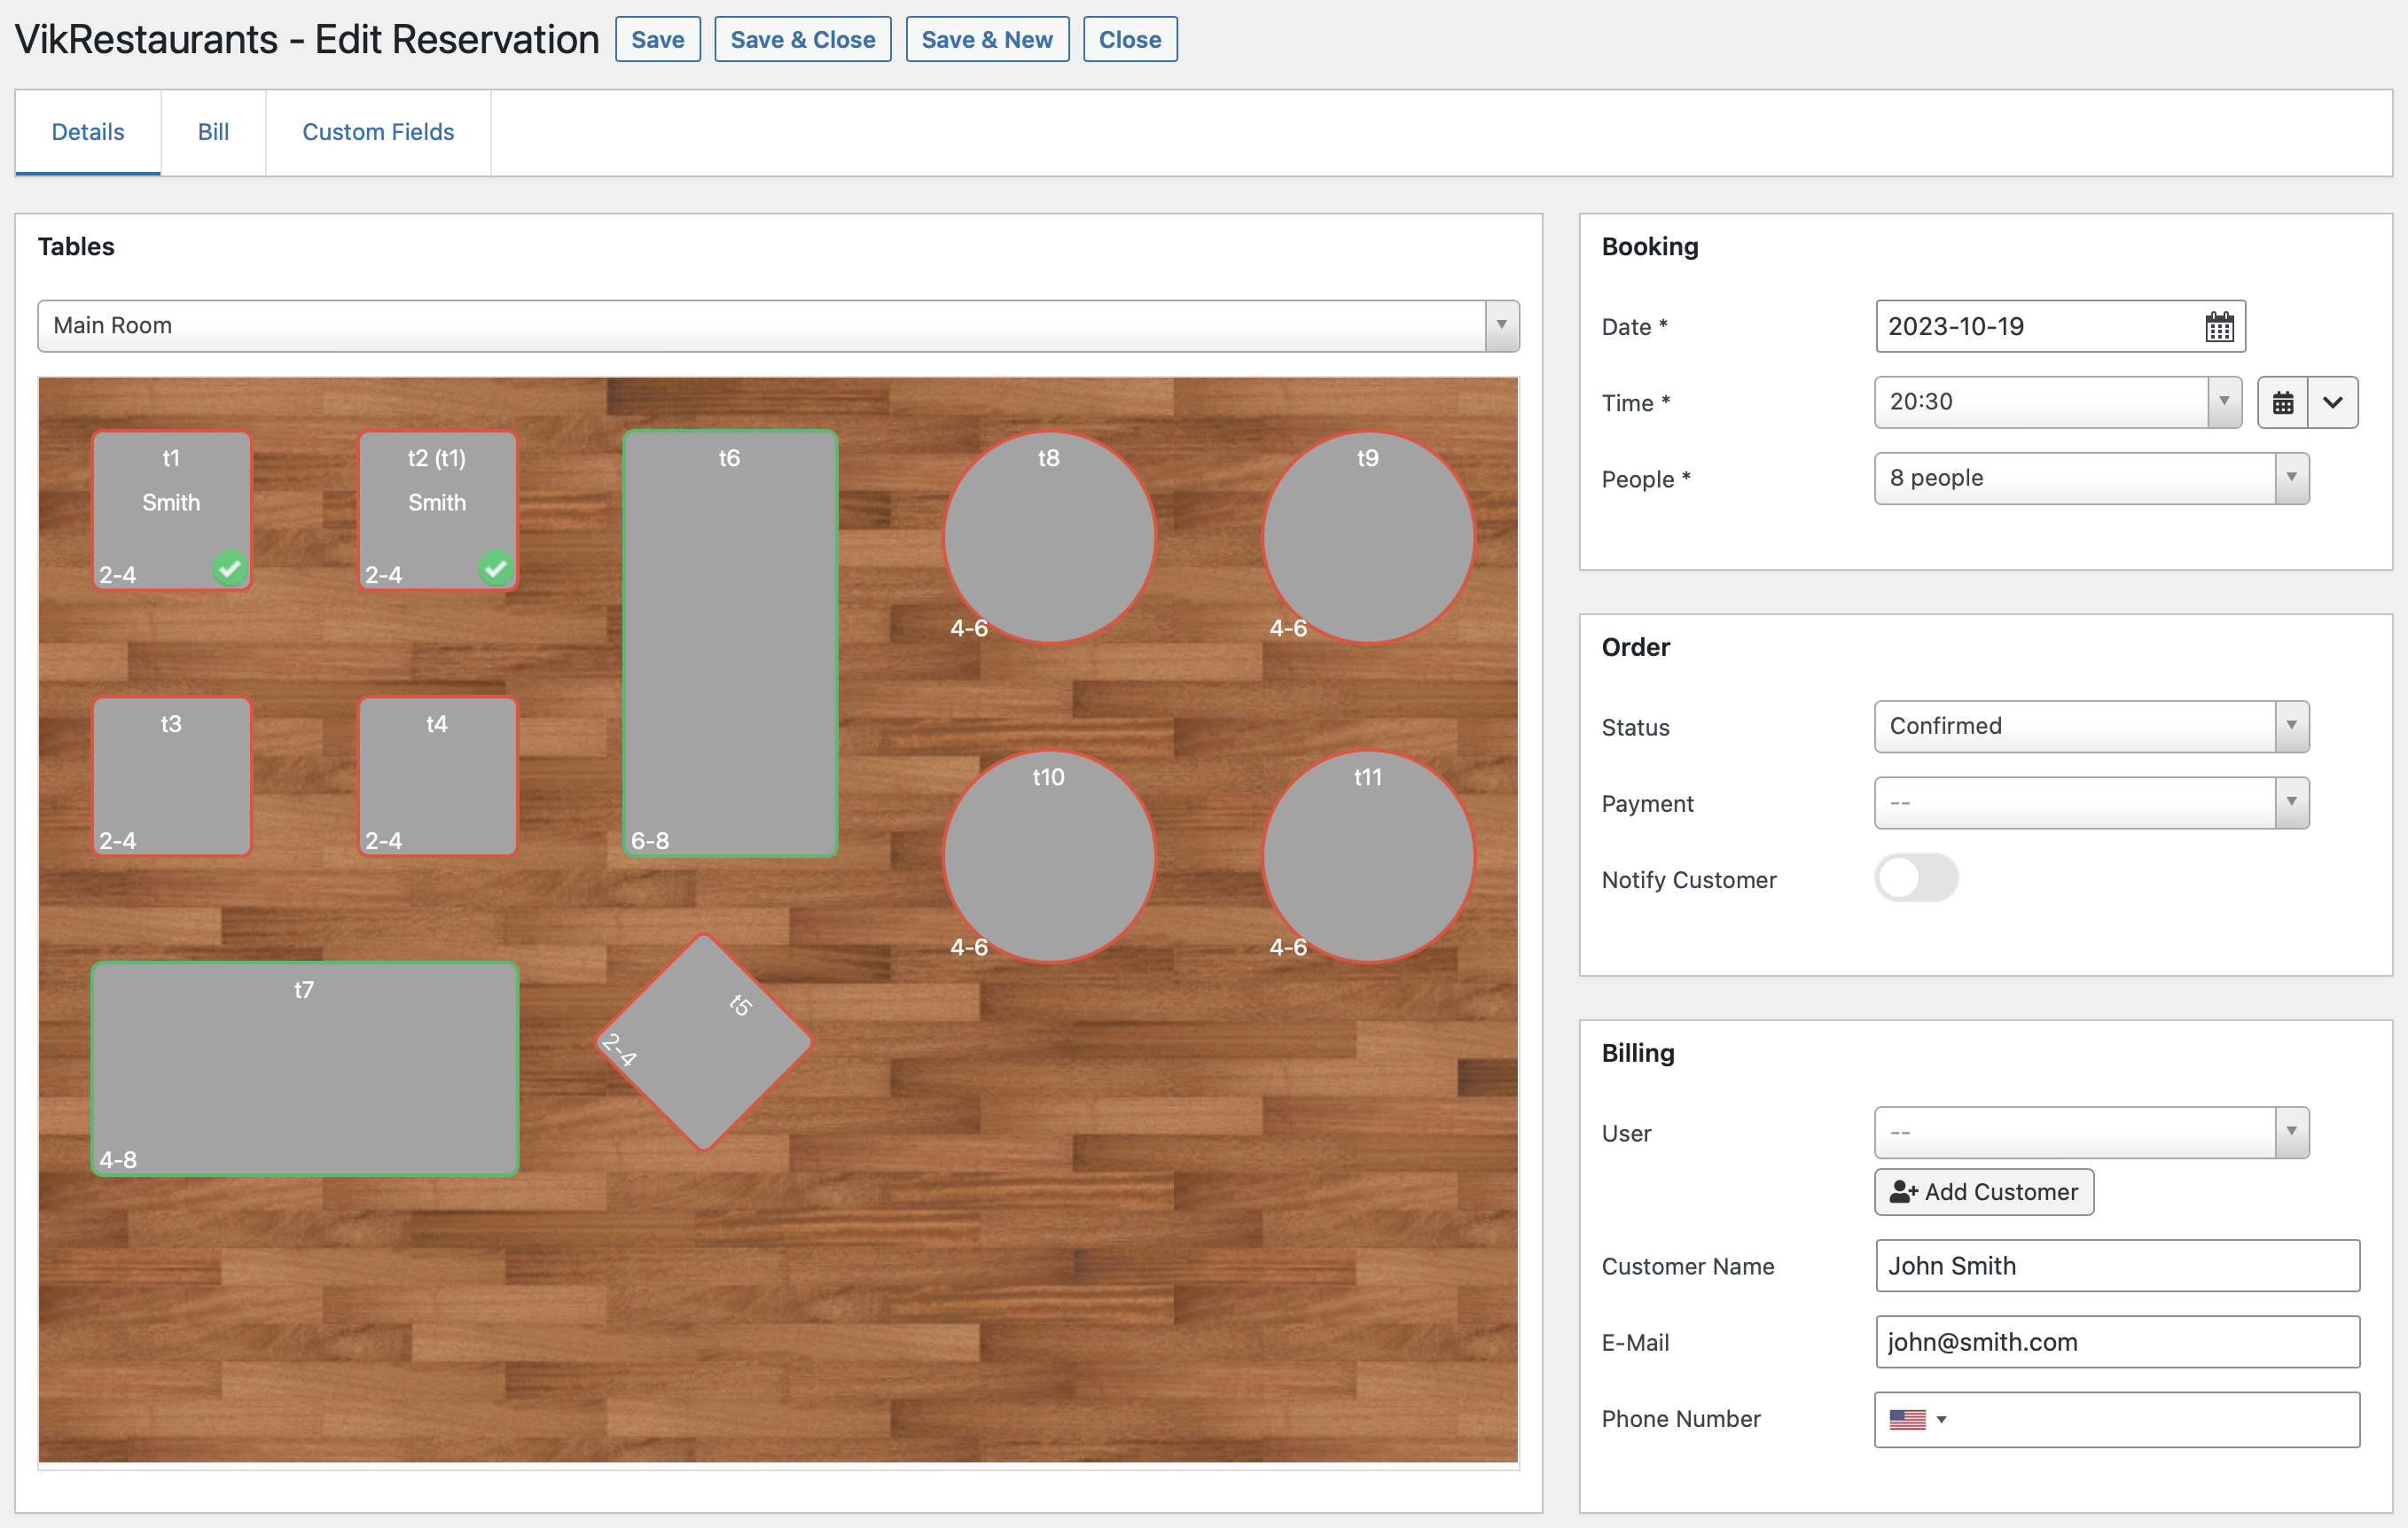 VikRestaurants - Edit Reservation
Save
Save & Close
Save & New
Close
Details
Bill
Custom Fields
Tables
Main Room
t1
Smith
2-4
t2 (t1)
Smith
2-4
t6
6-8
t8
4-6
t9
4-6
t3
2-4
t4
2-4
t10
4-6
t11
4-6
t7
4-8
t5
2-4
Booking
Date *
2023-10-19
Time *
20:30
People *
8 people
Order
Status
Confirmed
Payment
--
Notify Customer
Billing
User
--
Add Customer
Customer Name
John Smith
E-Mail
john@smith.com
Phone Number